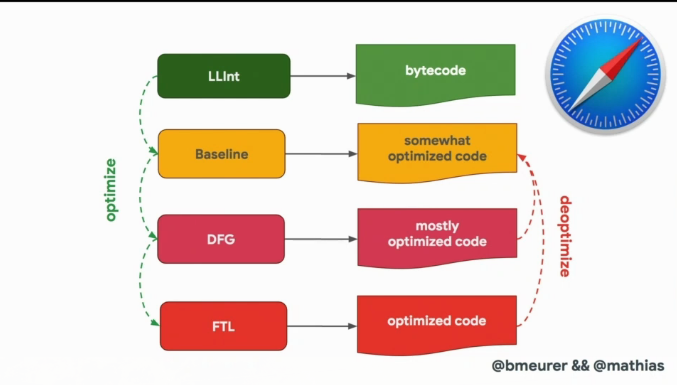 LLInt
bytecode
Baseline
somewhat
optimized code
optimize
deoptimize
DFG
mostly
optimized code
FTL
optimized code
@bmeurer && @mathias